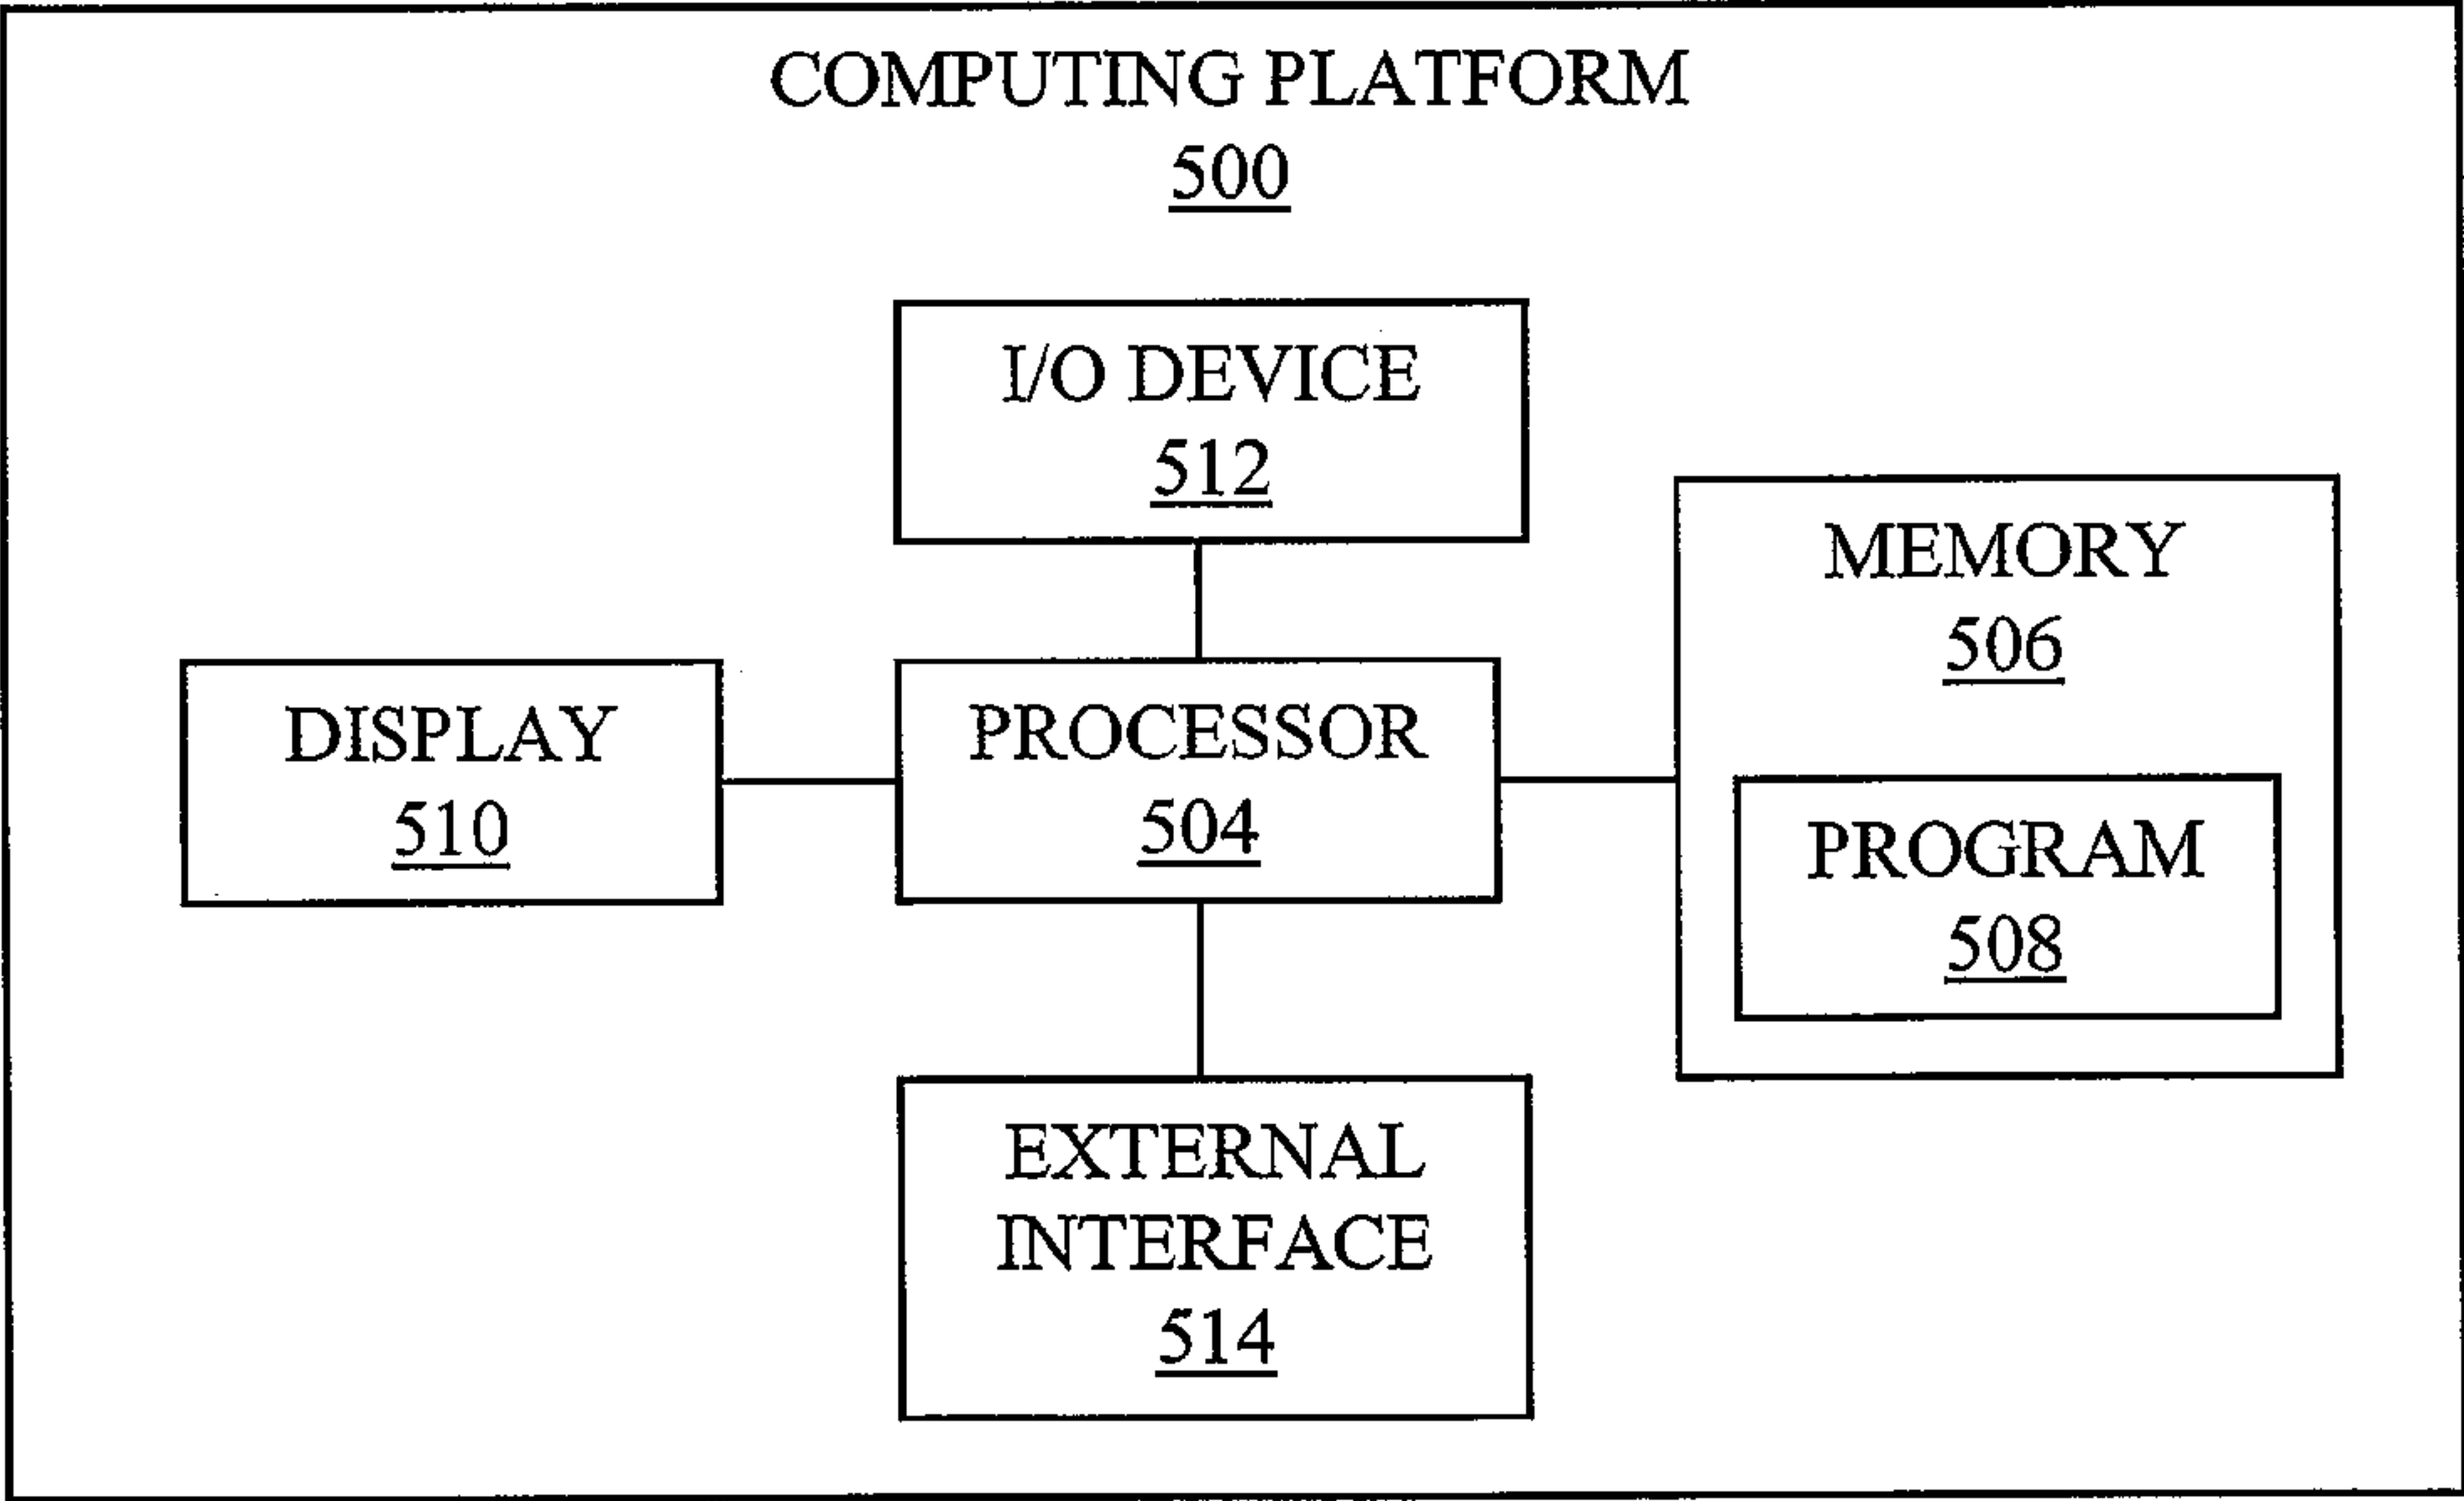 COMPUTING PLATFORM
500
I/O DEVICE
512
MEMORY
506
DISPLAY
510
PROCESSOR
504
PROGRAM
508
EXTERNAL
INTERFACE
514